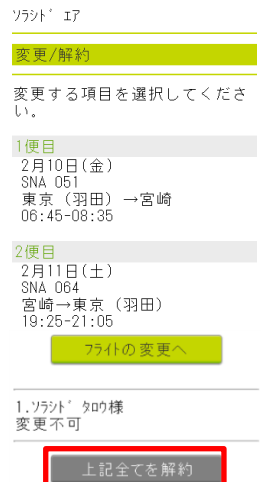 ソラシド エア
変更/解約
変更する項目を選択してくださ
い。
1便目
2月10日(金)
SNA 051
東京（羽田）→宮崎
06:45-08:35
2便目
2月11日(土)
SNA 064
宮崎→東京（羽田）
19:25-21:05
フライトの変更へ
1.ソラシド タロウ様
変更不可
上記全てを解約